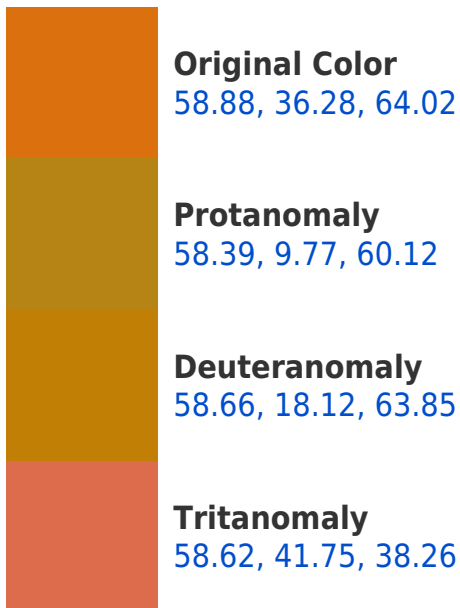 Original Color
58.88, 36.28, 64.02
Protanomaly
58.39, 9.77, 60.12
Deuteranomaly
58.66, 18.12, 63.85
Tritanomaly
58.62, 41.75, 38.26